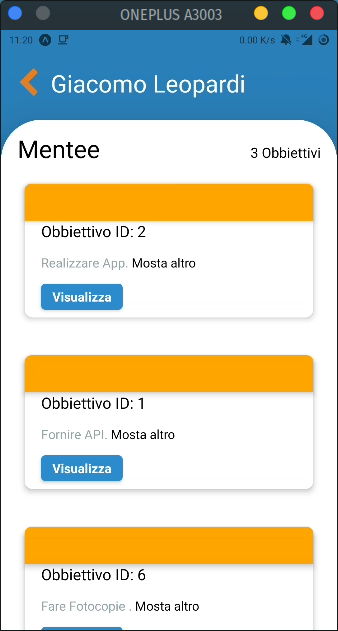 ONEPLUS A3003
11:20
0.00 K/s
Giacomo Leopardi
Mentee
3 Obbiettivi
Obbiettivo ID: 2
Realizzare App. Mosta altro
Visualizza
Obbiettivo ID: 1
Fornire API. Mosta altro
Visualizza
Obbiettivo ID: 6
Fare Fotocopie . Mosta altro